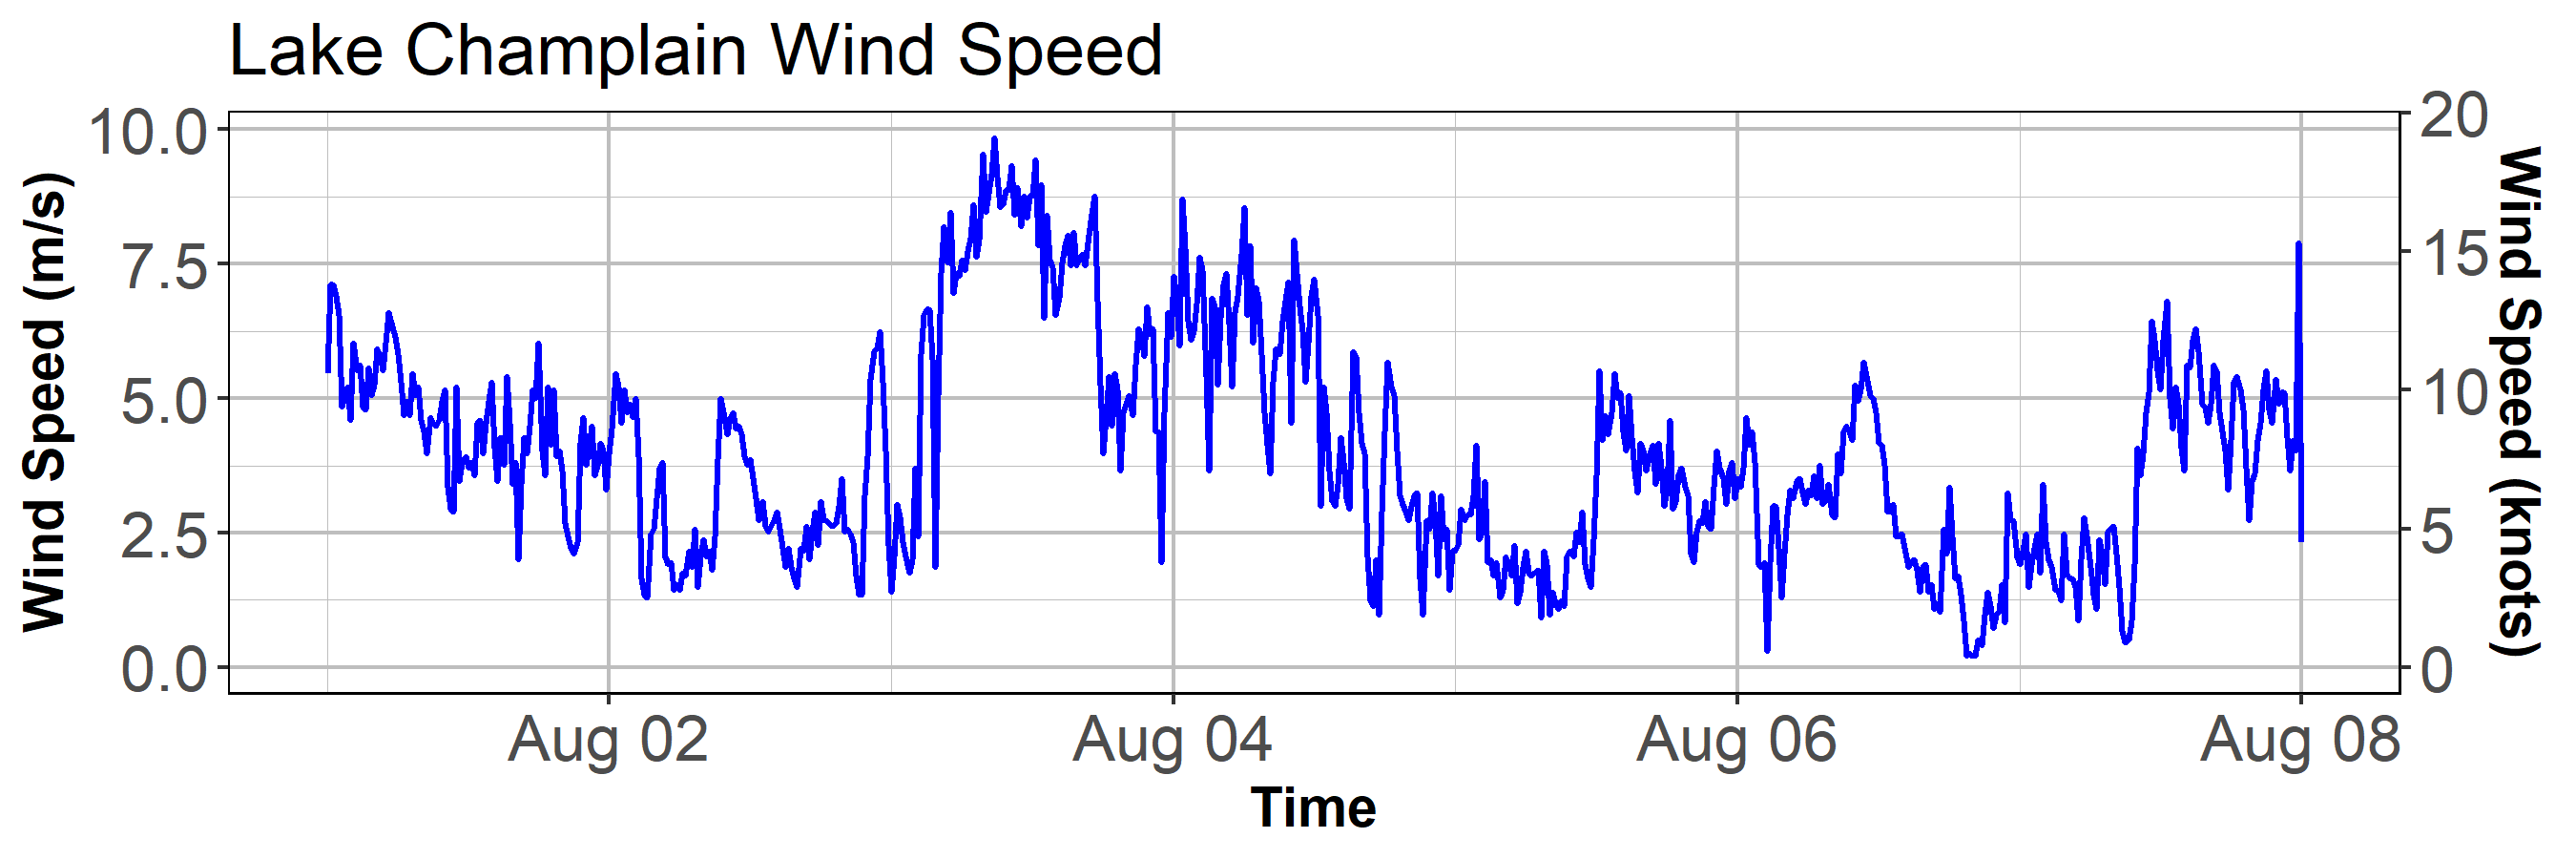 Lake Champlain Wind Speed
Wind Speed (m/s)
10.0
7.5
5.0
2.5
0.0
20
15
10
5
0
Wind Speed (knots)
Aug 02 Aug 04 Aug 06 Aug 08
Time